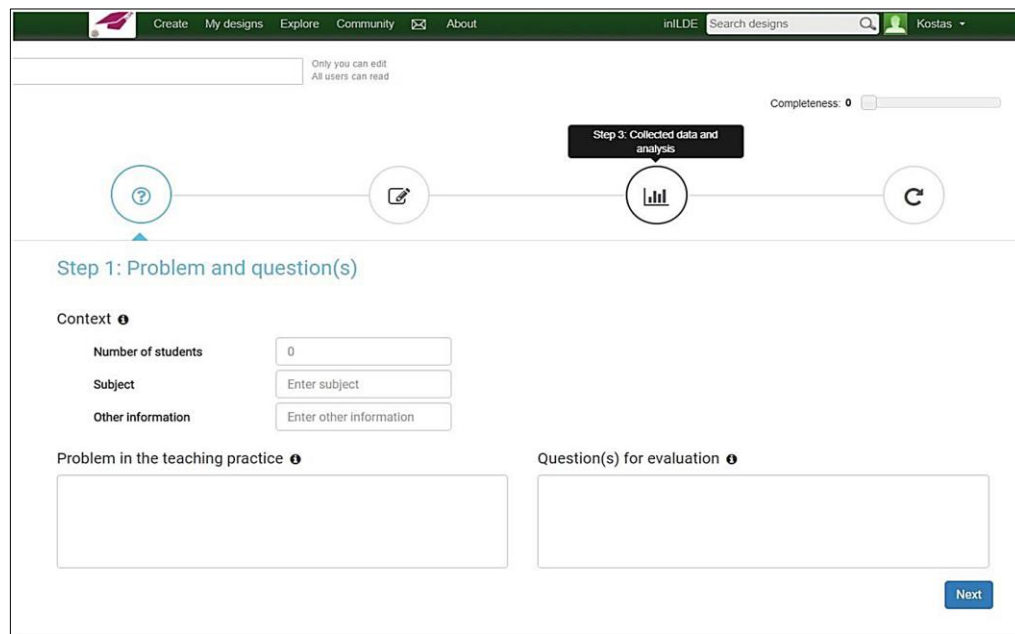 Create My designs Explore Community About inILDE Search designs Kostas
Only you can edit
All users can read
Completeness: 0
Step 3: Collected data and
analysis
Step 1: Problem and question(s)
Context
Number of students 0
Subject Enter subject
Other information Enter other information
Problem in the teaching practice Question(s) for evaluation
Next